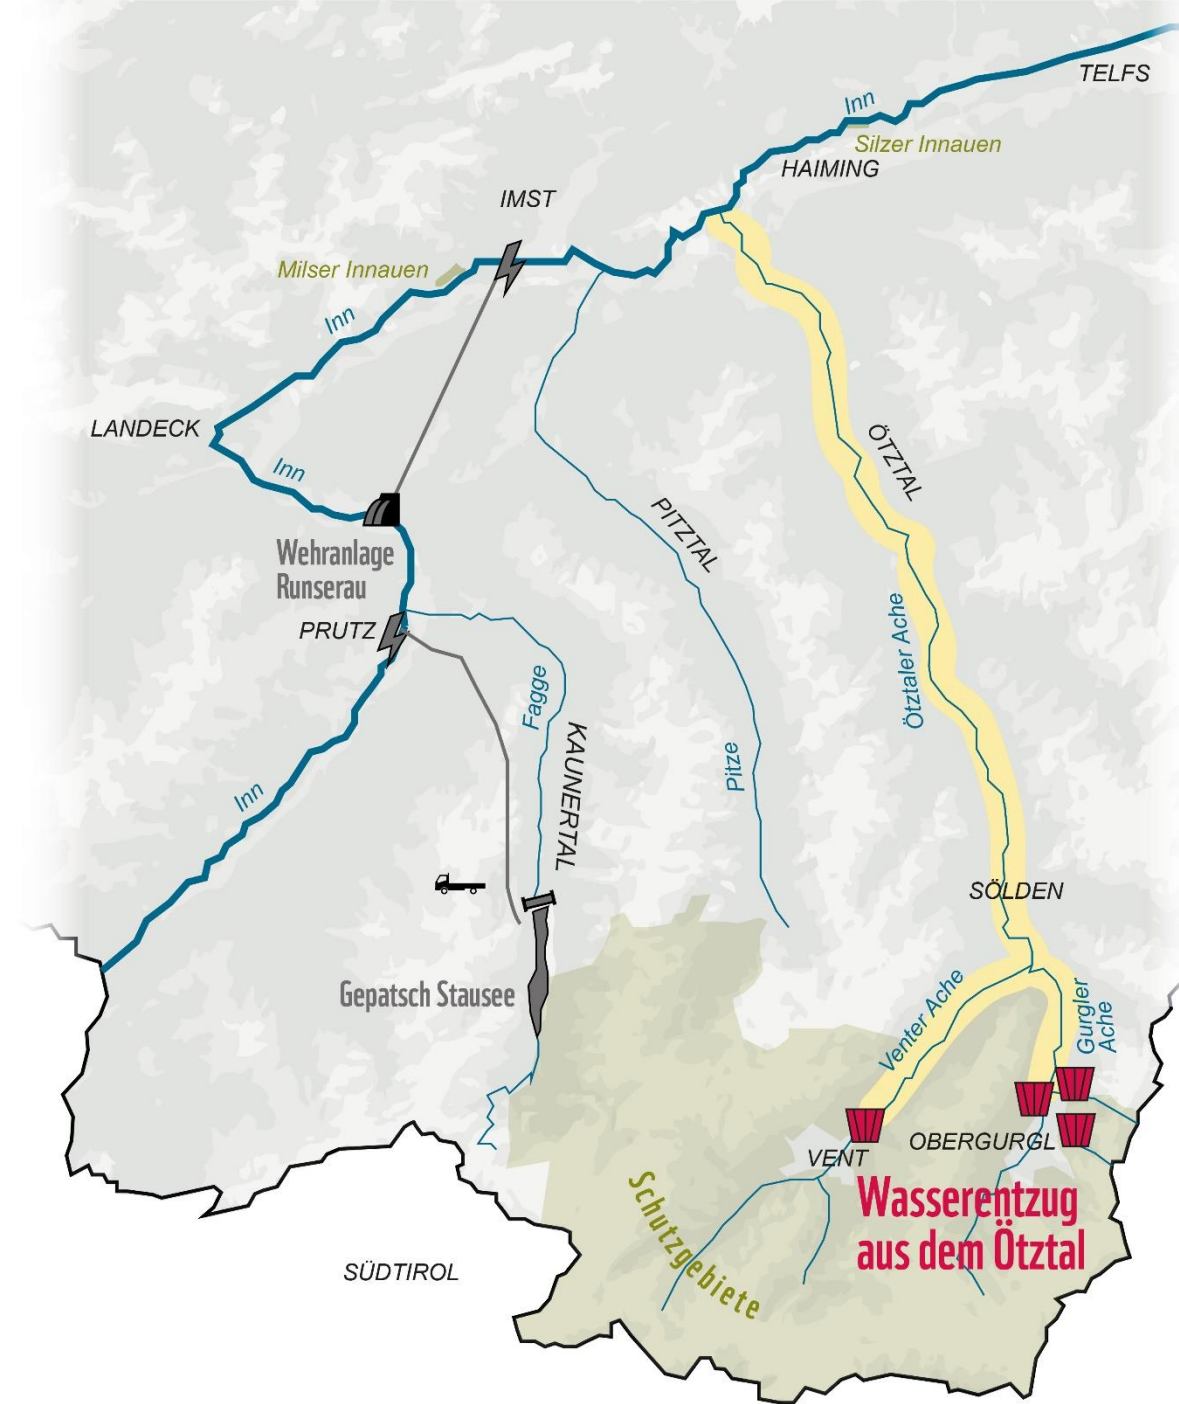 TELFS
Inn
Silzer Innauen
HAIMING
IMST
Milser Innauen
Inn
LANDECK
Inn
ÖTZTAL
PITZTAL
Wehranlage
Runserau
PRUTZ
Ötztaler Ache
Fagge
KAUNERTAL
Pitze
Inn
SÖLDEN
Gepatsch Stausee
Venter Ache
Gurgler
Ache
OBERGURGL
VENT
Wasserentzug
aus dem Ötztal
Schutzgebiete
SÜDTIROL